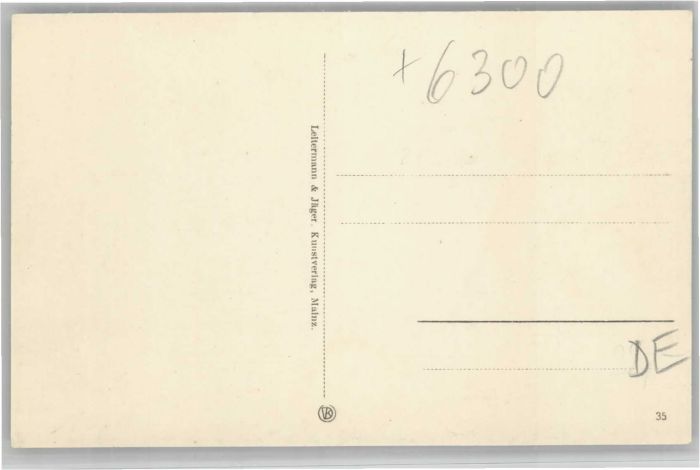 +6300
Leitermann & Jäger, Kunstverlag, Mainz.
DE
35